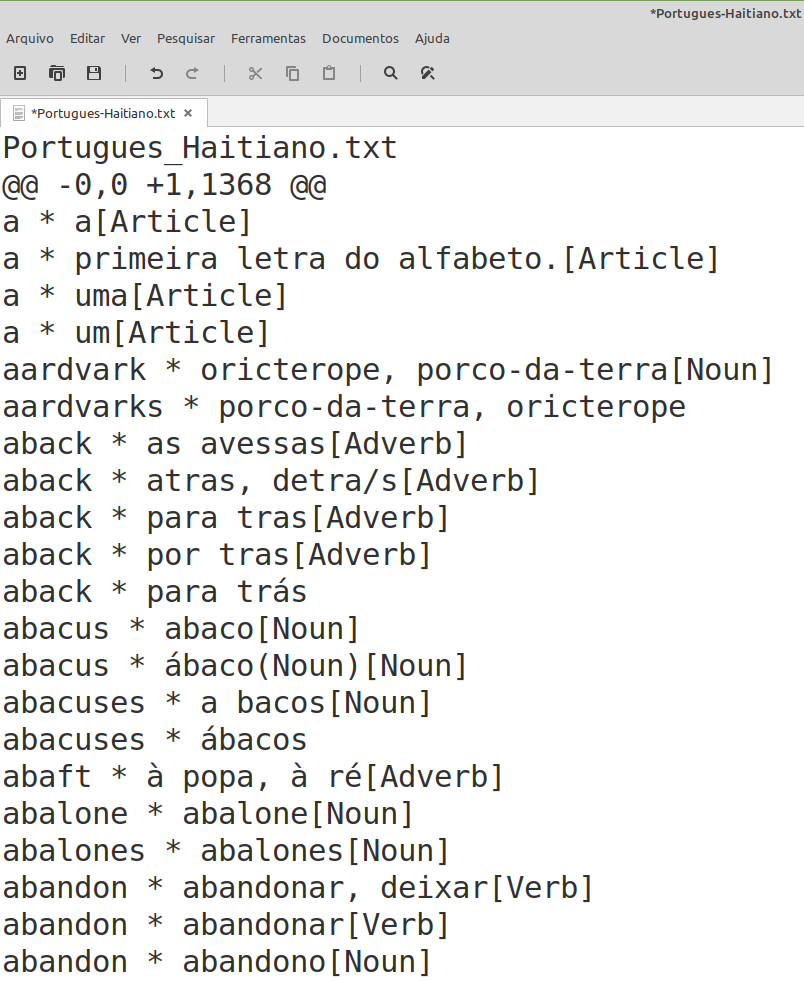 *Portugues-Haitiano.txt
Arquivo Editar Ver Pesquisar Ferramentas Documentos Ajuda
*Portugues-Haitiano.txt ×
Portugues_Haitiano.txt
@@ -0,0 +1,1368 @@
a * a[Article]
a * primeira letra do alfabeto.[Article]
a * uma[Article]
a * um[Article]
aardvark * oricterope, porco-da-terra[Noun]
aardvarks * porco-da-terra, oricterope
aback * as avessas[Adverb]
aback * atras, detra/s[Adverb]
aback * para tras[Adverb]
aback * por tras[Adverb]
aback * para trás
abacus * abaco[Noun]
abacus * ábaco(Noun)[Noun]
abacuses * a bacos[Noun]
abacuses * ábacos
abaft * à popa, à ré[Adverb]
abalone * abalone[Noun]
abalones * abalones[Noun]
abandon * abandonar, deixar[Verb]
abandon * abandonar[Verb]
abandon * abandono[Noun]